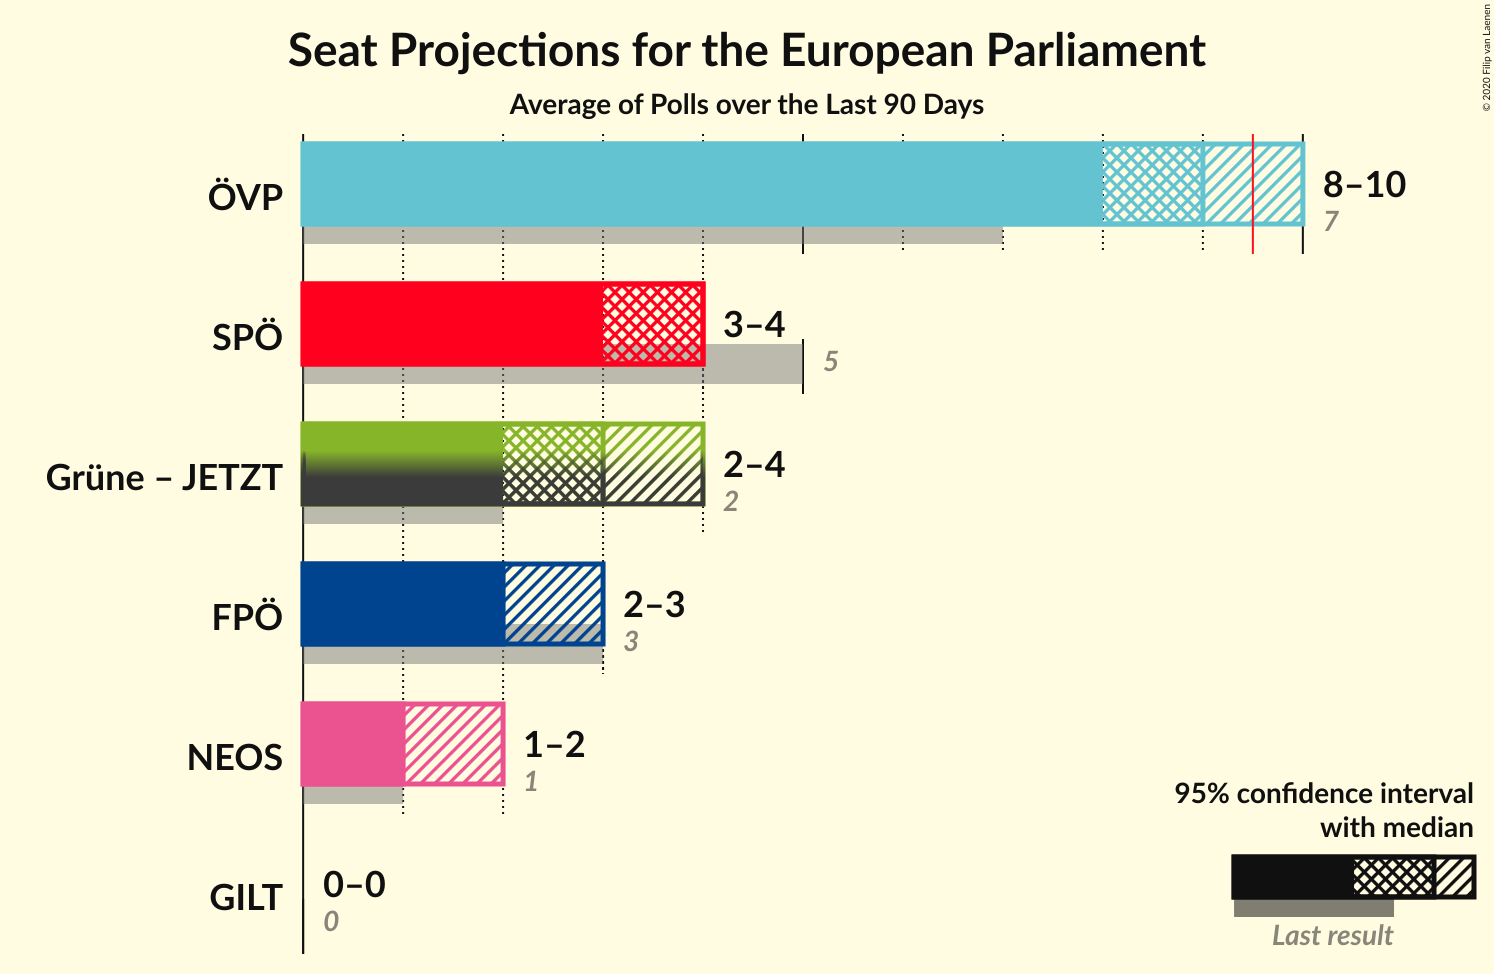 Seat Projections for the European Parliament
Average of Polls over the Last 90 Days
© 2020 Filip van Laenen
ÖVP
8–10
7
SPÖ
3–4
5
Grüne – JETZT
2–4
2
FPÖ
2–3
3
NEOS
1–2
1
GILT
0–0
0
95% confidence interval
with median
Last result